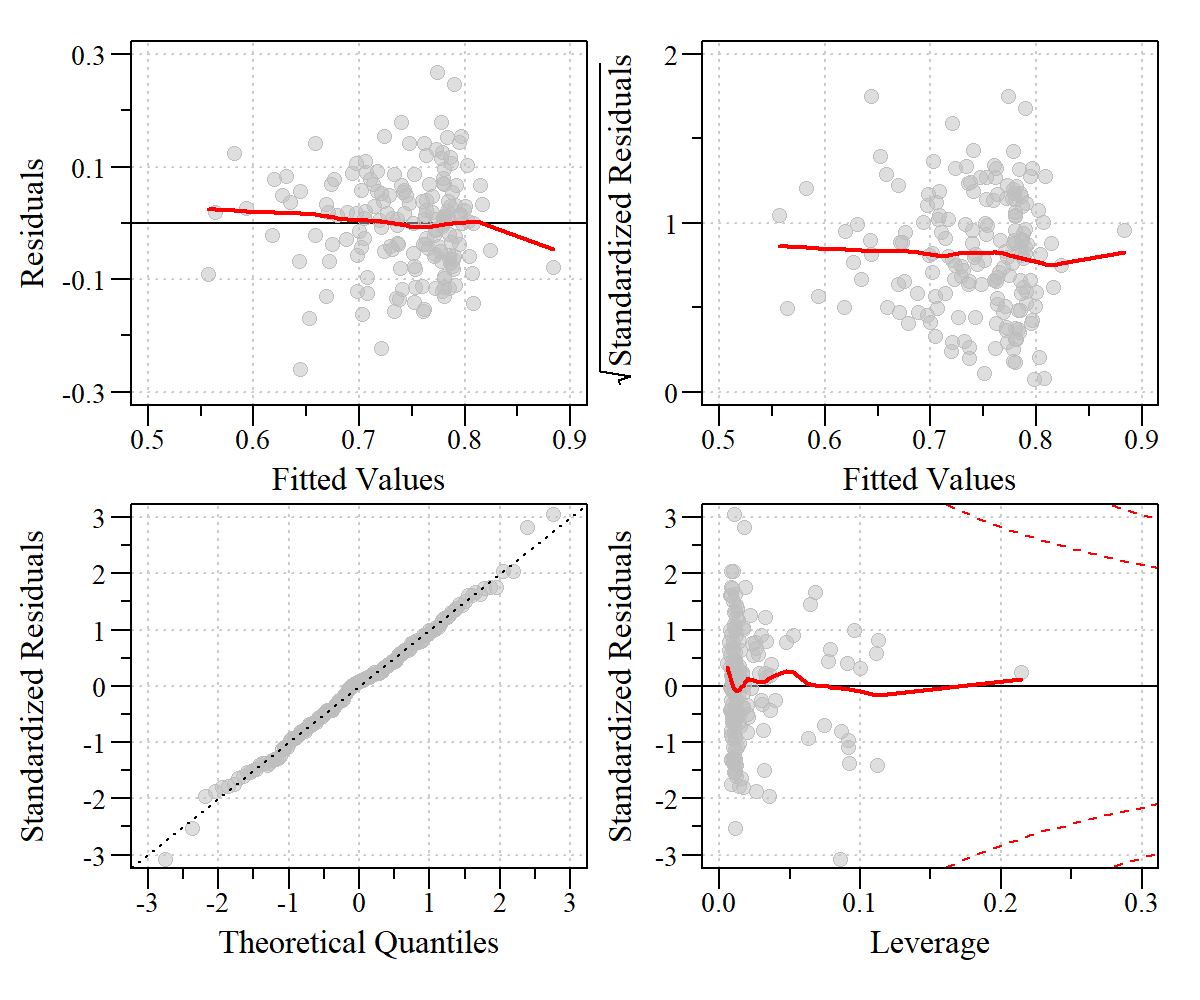 0.3
0.1
-0.1
-0.3
Residuals
0.5 0.6 0.7 0.8 0.9
Fitted Values
2
1
0
√Standardized Residuals
0.5 0.6 0.7 0.8 0.9
Fitted Values
3
2
1
0
-1
-2
-3
Standardized Residuals
-3 -2 -1 0 1 2 3
Theoretical Quantiles
3
2
1
0
-1
-2
-3
Standardized Residuals
0.0 0.1 0.2 0.3
Leverage